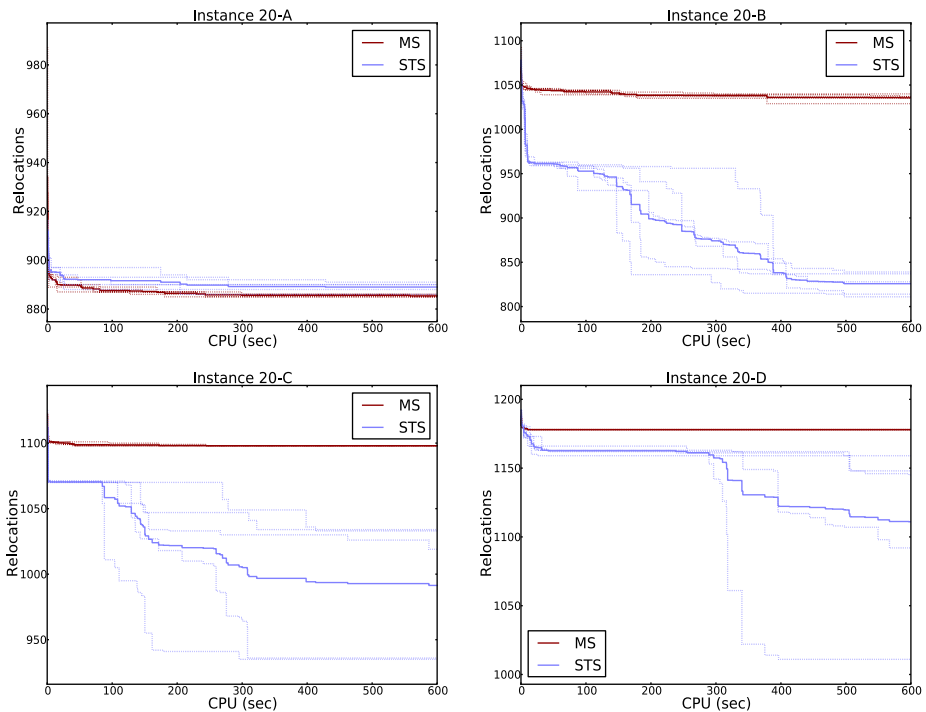 Instance 20-A
Relocations
980
960
940
920
900
880
MS
STS
0 100 200 300 400 500 600
CPU (sec)
Instance 20-B
Relocations
1100
1050
1000
950
900
850
800
MS
STS
0 100 200 300 400 500 600
CPU (sec)
Instance 20-C
Relocations
1100
1050
1000
950
MS
STS
0 100 200 300 400 500 600
CPU (sec)
Instance 20-D
Relocations
1200
1150
1100
1050
1000
MS
STS
0 100 200 300 400 500 600
CPU (sec)